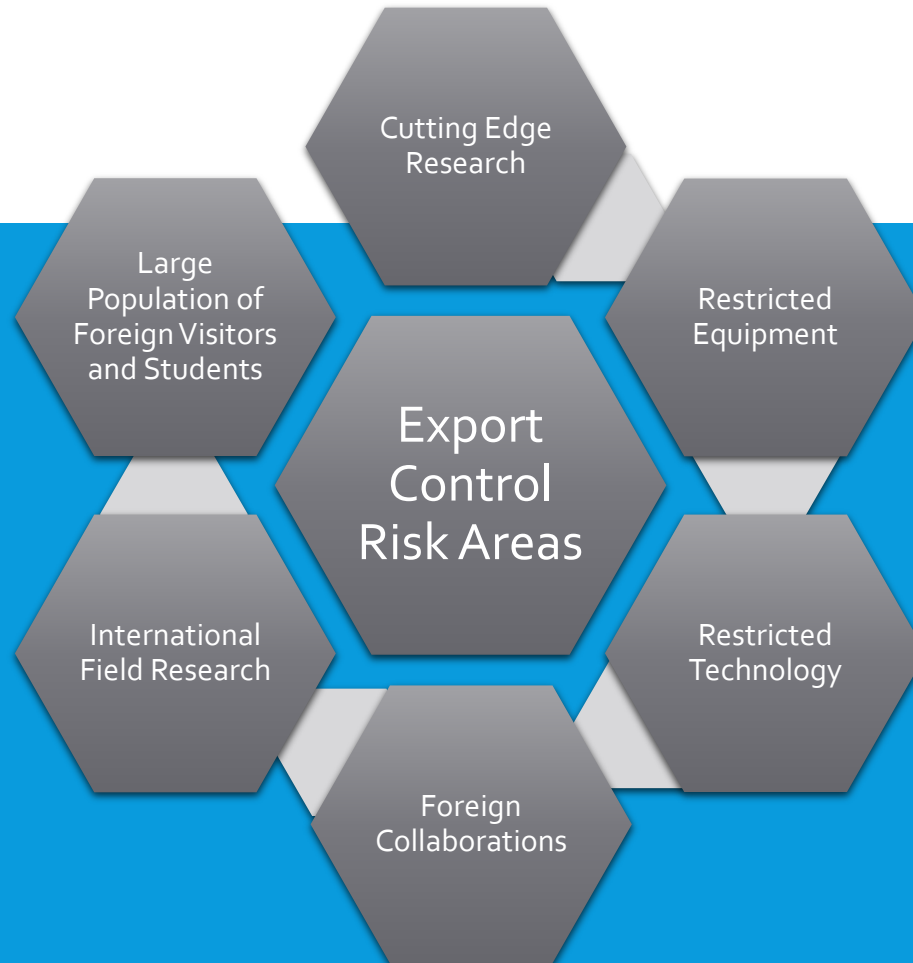 Cutting Edge
Research
Large
Population of
Foreign Visitors
and Students
Restricted
Equipment
Export
Control
Risk Areas
International
Field Research
Restricted
Technology
Foreign
Collaborations